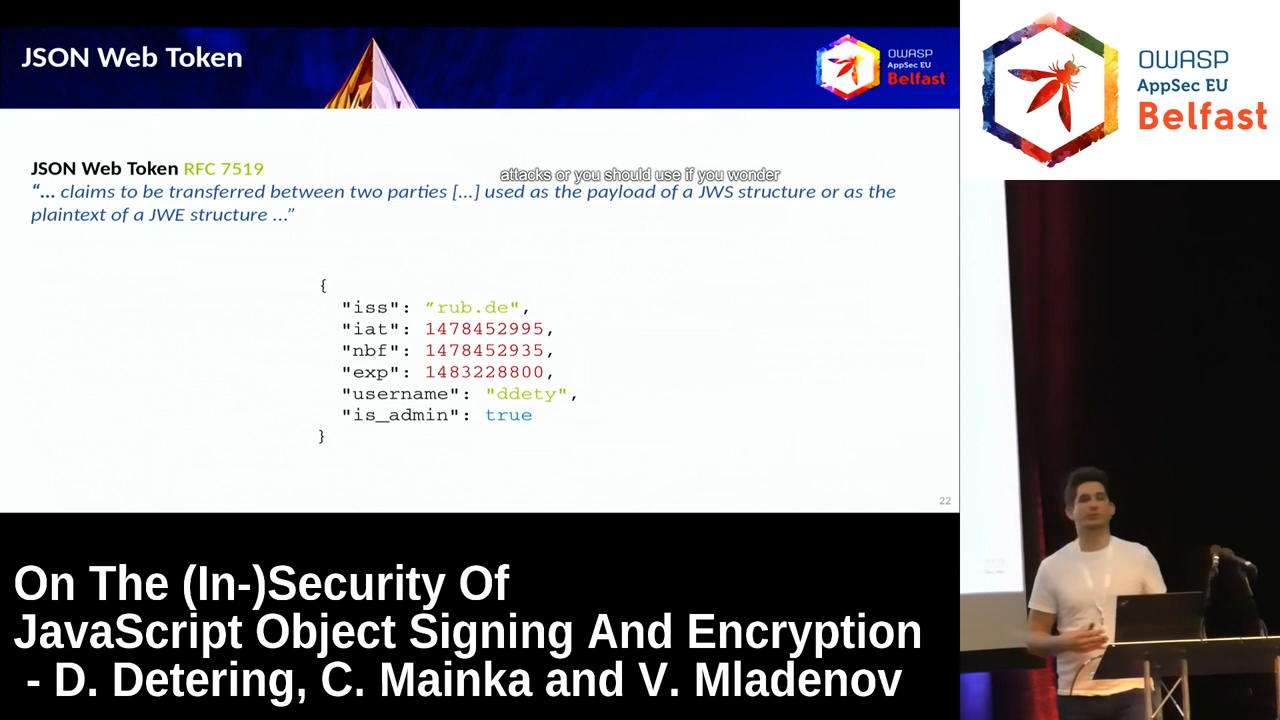 JSON Web Token
OWASP
AppSec EU
Belfast
JSON Web Token RFC 7519
attacks or you should use if you wonder
“... claims to be transferred between two parties [...] used as the payload of a JWS structure or as the
plaintext of a JWE structure ...”
{
"iss": ”rub.de",
"iat": 1478452995,
"nbf": 1478452935,
"exp": 1483228800,
"username": "ddety",
"is_admin": true
}
22
On The (In-)Security Of
JavaScript Object Signing And Encryption
- D. Detering, C. Mainka and V. Mladenov
OWASP
AppSec EU
Belfast